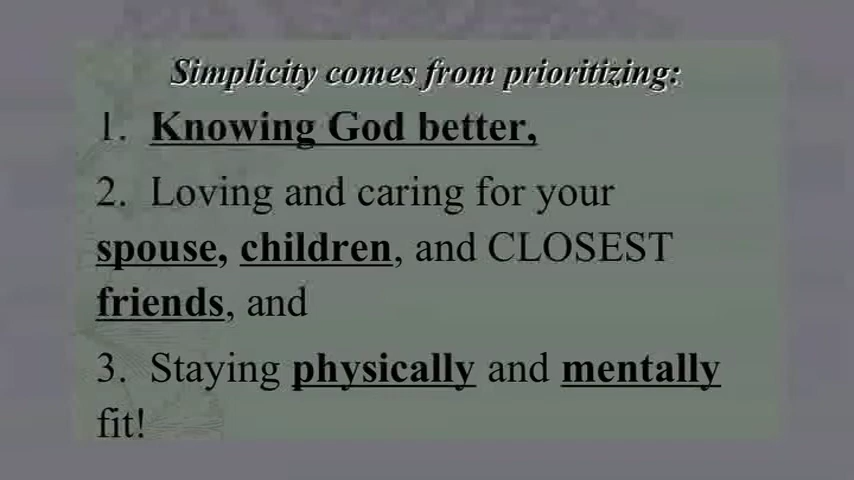 Simplicity comes from prioritizing:
1. Knowing God better,
2. Loving and caring for your
spouse, children, and CLOSEST
friends, and
3. Staying physically and mentally
fit!